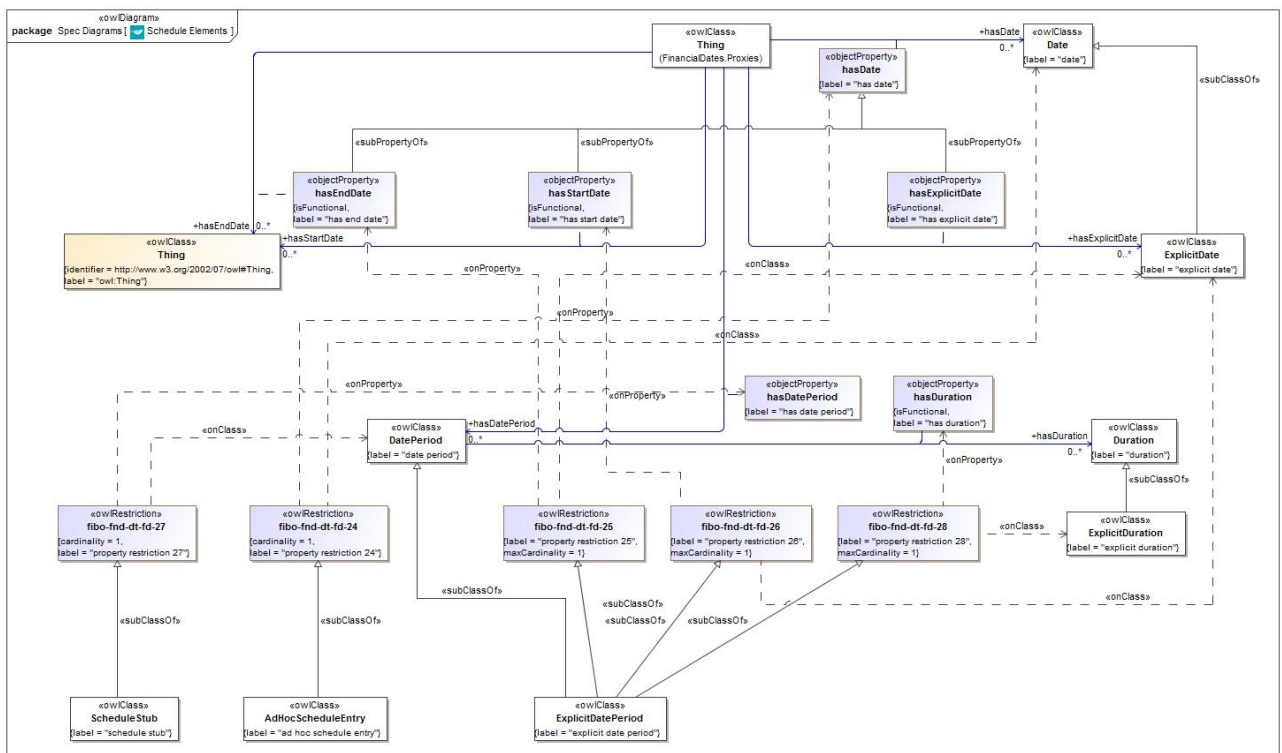 «owlDiagram»
package Spec Diagrams [ Schedule Elements ]
«owlClass»
Thing
(FinancialDates.Proxies)
+hasDate
0..*
«owlClass»
Date
{label = "date"}
«objectProperty»
hasDate
{label = "has date"}
«subClassOf»
«subPropertyOf»
«subPropertyOf»
«subPropertyOf»
«objectProperty»
hasEndDate
{isFunctional,
label = "has end date"}
«objectProperty»
hasStartDate
{isFunctional,
label = "has start date"}
«objectProperty»
hasExplicitDate
{isFunctional,
label = "has explicit date"}
+hasEndDate 0..*
+hasStartDate
0..*
+hasExplicitDate
0..*
«owlClass»
Thing
{identifier = http://www.w3.org/2002/07/owl#Thing,
label = "owl:Thing"}
«owlClass»
ExplicitDate
{label = "explicit date"}
«onProperty»
«onClass»
«onProperty»
«onClass»
«onProperty»
«onProperty»
«objectProperty»
hasDatePeriod
{label = "has date period"}
«objectProperty»
hasDuration
{isFunctional,
label = "has duration"}
«onClass»
«owlClass»
DatePeriod
{label = "date period"}
+hasDatePeriod
0..*
+hasDuration
0..*
«owlClass»
Duration
{label = "duration"}
«onProperty»
«subClassOf»
«owlRestriction»
fibo-fnd-dt-fd-27
{cardinality = 1,
label = "property restriction 27"}
«owlRestriction»
fibo-fnd-dt-fd-24
{cardinality = 1,
label = "property restriction 24"}
«owlRestriction»
fibo-fnd-dt-fd-25
{label = "property restriction 25",
maxCardinality = 1}
«owlRestriction»
fibo-fnd-dt-fd-26
{label = "property restriction 26",
maxCardinality = 1}
«owlRestriction»
fibo-fnd-dt-fd-28
{label = "property restriction 28",
maxCardinality = 1}
«onClass»
«owlClass»
ExplicitDuration
{label = "explicit duration"}
«subClassOf»
«onClass»
«subClassOf»
«subClassOf»
«subClassOf»
«subClassOf»
«subClassOf»
«owlClass»
ScheduleStub
{label = "schedule stub"}
«owlClass»
AdHocScheduleEntry
{label = "ad hoc schedule entry"}
«owlClass»
ExplicitDatePeriod
{label = "explicit date period"}